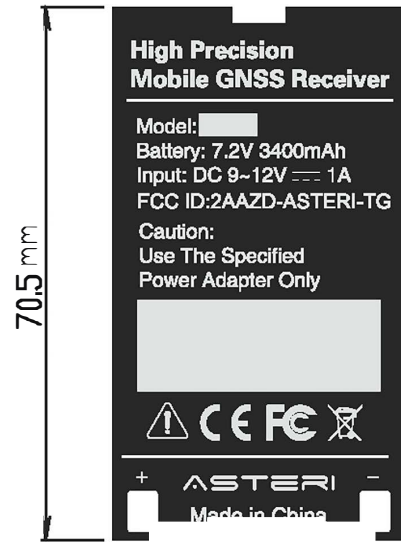 High Precision
Mobile GNSS Receiver
Model:
Battery: 7.2V 3400mAh
Input: DC 9~12V ⎓ 1A
FCC ID:2AAZD-ASTERI-TG
Caution:
Use The Specified
Power Adapter Only
CE FC
+ ASTERI −
Made in China
70.5 mm